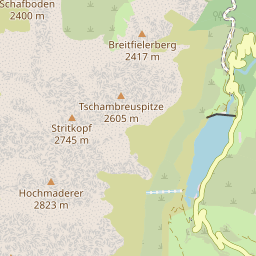 Schafboden
2400 m
Breitfielerberg
2417 m
Tschambreuspitze
2605 m
Stritkopf
2745 m
Hochmaderer
2823 m